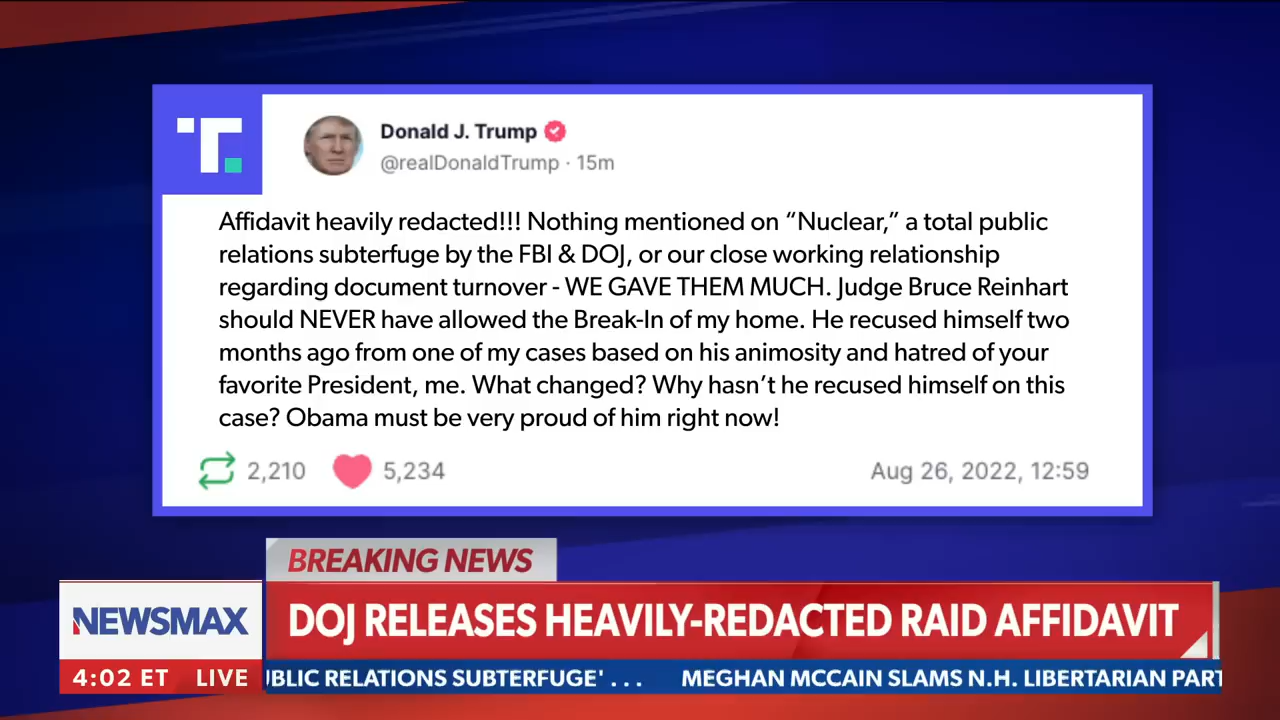 Donald J. Trump
@realDonaldTrump · 15m
Affidavit heavily redacted!!! Nothing mentioned on “Nuclear,” a total public
relations subterfuge by the FBI & DOJ, or our close working relationship
regarding document turnover - WE GAVE THEM MUCH. Judge Bruce Reinhart
should NEVER have allowed the Break-In of my home. He recused himself two
months ago from one of my cases based on his animosity and hatred of your
favorite President, me. What changed? Why hasn’t he recused himself on this
case? Obama must be very proud of him right now!
2,210 5,234 Aug 26, 2022, 12:59
BREAKING NEWS
NEWSMAX
DOJ RELEASES HEAVILY-REDACTED RAID AFFIDAVIT
4:02 ET LIVE
UBLIC RELATIONS SUBTERFUGE' . . . MEGHAN MCCAIN SLAMS N.H. LIBERTARIAN PART